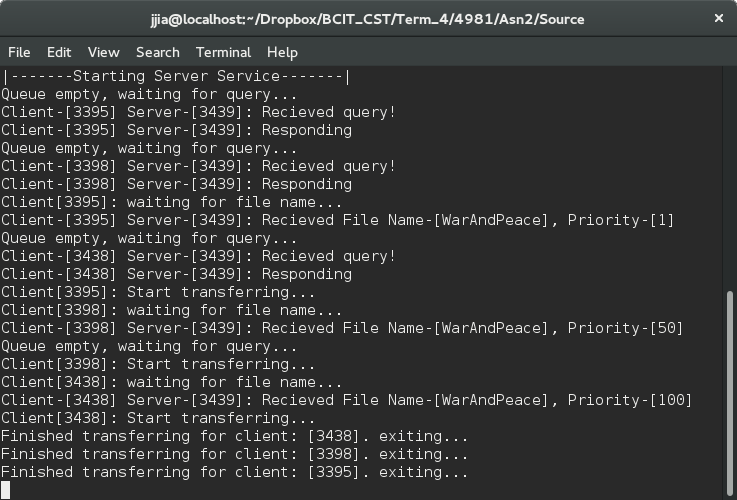 jjia@localhost:~/Dropbox/BCIT_CST/Term_4/4981/Asn2/Source
File Edit View Search Terminal Help
|-------Starting Server Service-------|
Queue empty, waiting for query...
Client-[3395] Server-[3439]: Recieved query!
Client-[3395] Server-[3439]: Responding
Queue empty, waiting for query...
Client-[3398] Server-[3439]: Recieved query!
Client-[3398] Server-[3439]: Responding
Client[3395]: waiting for file name...
Client-[3395] Server-[3439]: Recieved File Name-[WarAndPeace], Priority-[1]
Queue empty, waiting for query...
Client-[3438] Server-[3439]: Recieved query!
Client-[3438] Server-[3439]: Responding
Client[3395]: Start transferring...
Client[3398]: waiting for file name...
Client-[3398] Server-[3439]: Recieved File Name-[WarAndPeace], Priority-[50]
Queue empty, waiting for query...
Client[3398]: Start transferring...
Client[3438]: waiting for file name...
Client-[3438] Server-[3439]: Recieved File Name-[WarAndPeace], Priority-[100]
Client[3438]: Start transferring...
Finished transferring for client: [3438]. exiting...
Finished transferring for client: [3398]. exiting...
Finished transferring for client: [3395]. exiting...